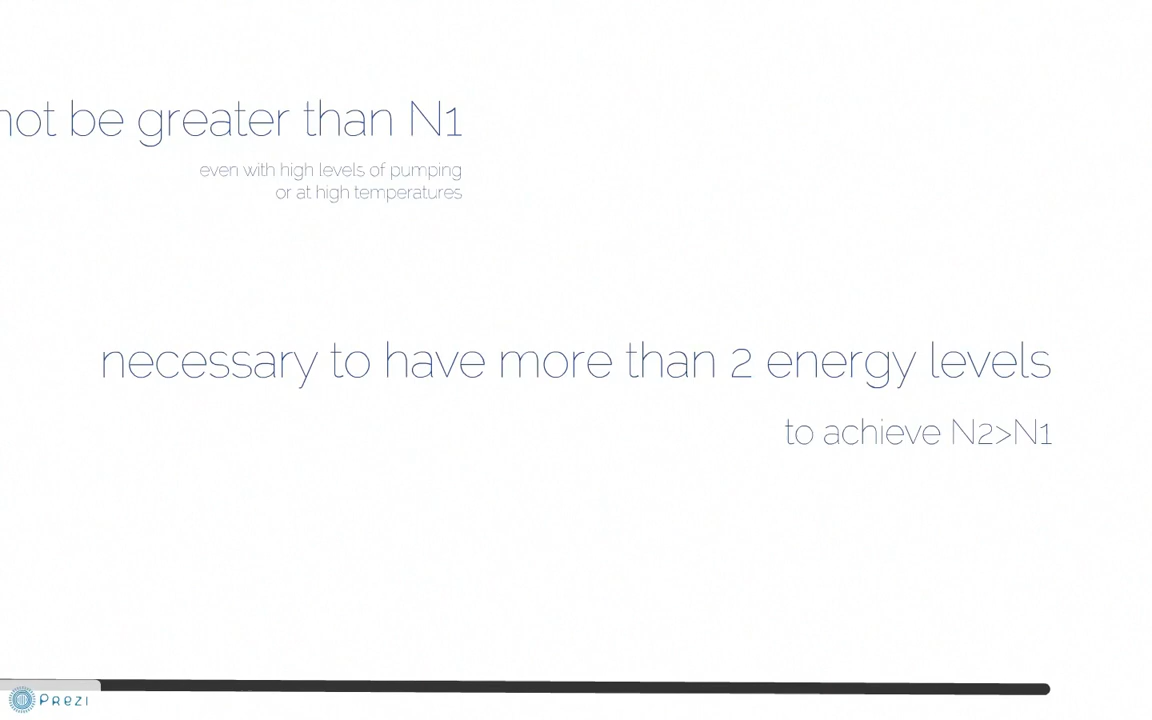 not be greater than N1
even with high levels of pumping
or at high temperatures
necessary to have more than 2 energy levels
to achieve N2>N1
Prezi